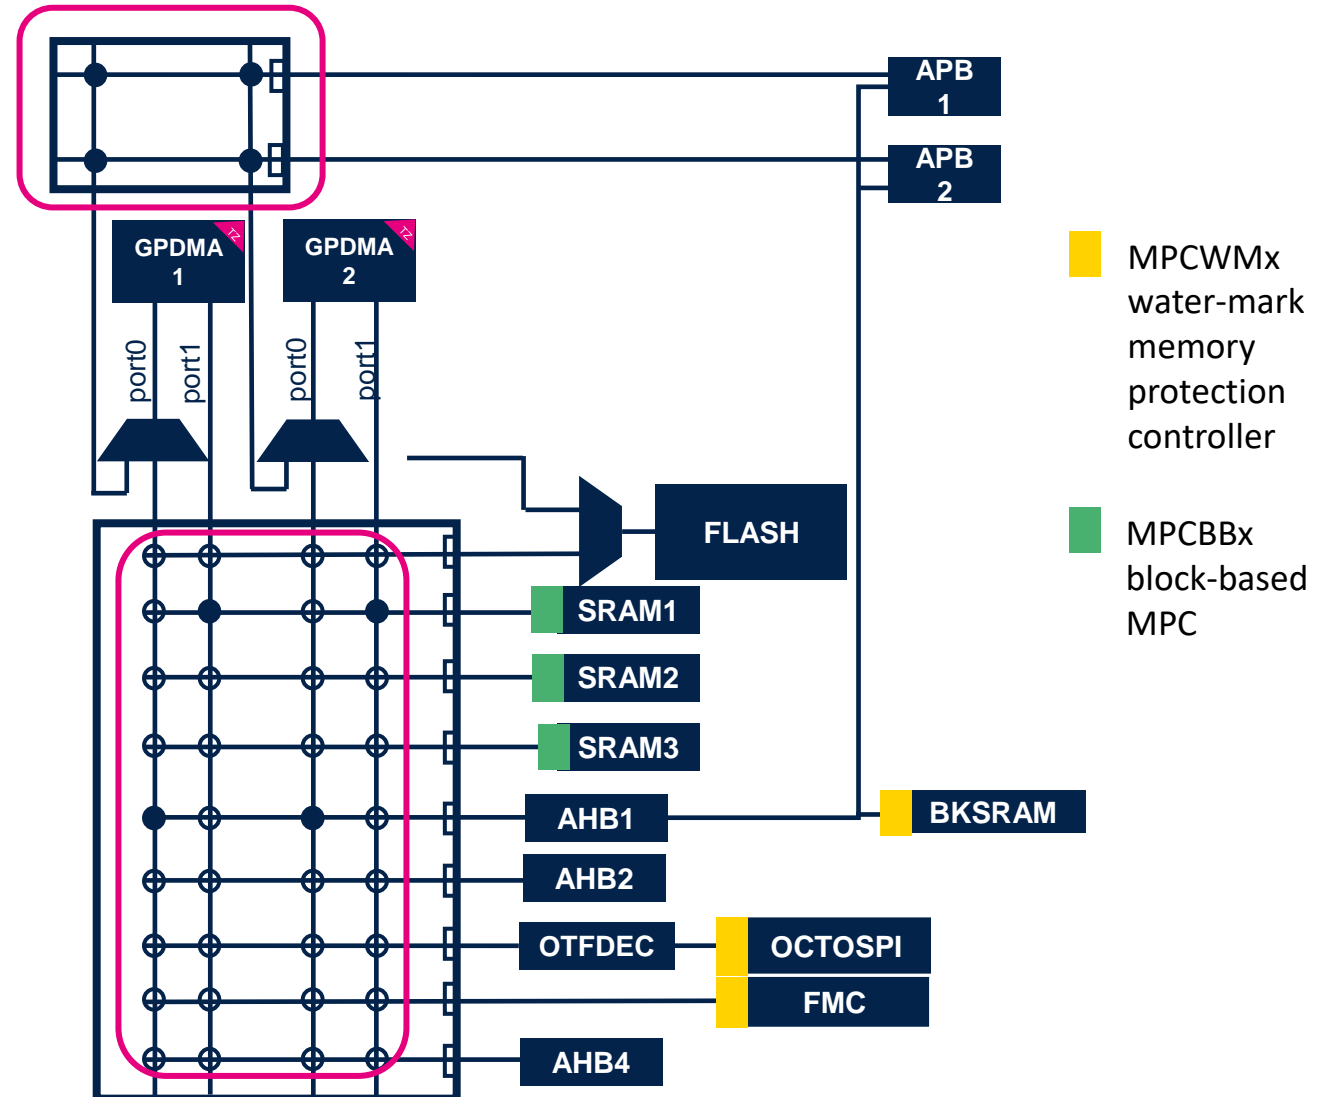 APB
1
APB
2
GPDMA
1
TZ
GPDMA
2
TZ
port0
port1
port0
port1
FLASH
SRAM1
SRAM2
SRAM3
AHB1
BKSRAM
AHB2
OTFDEC
OCTOSPI
FMC
AHB4
MPCWMx
water-mark
memory
protection
controller
MPCBBx
block-based
MPC